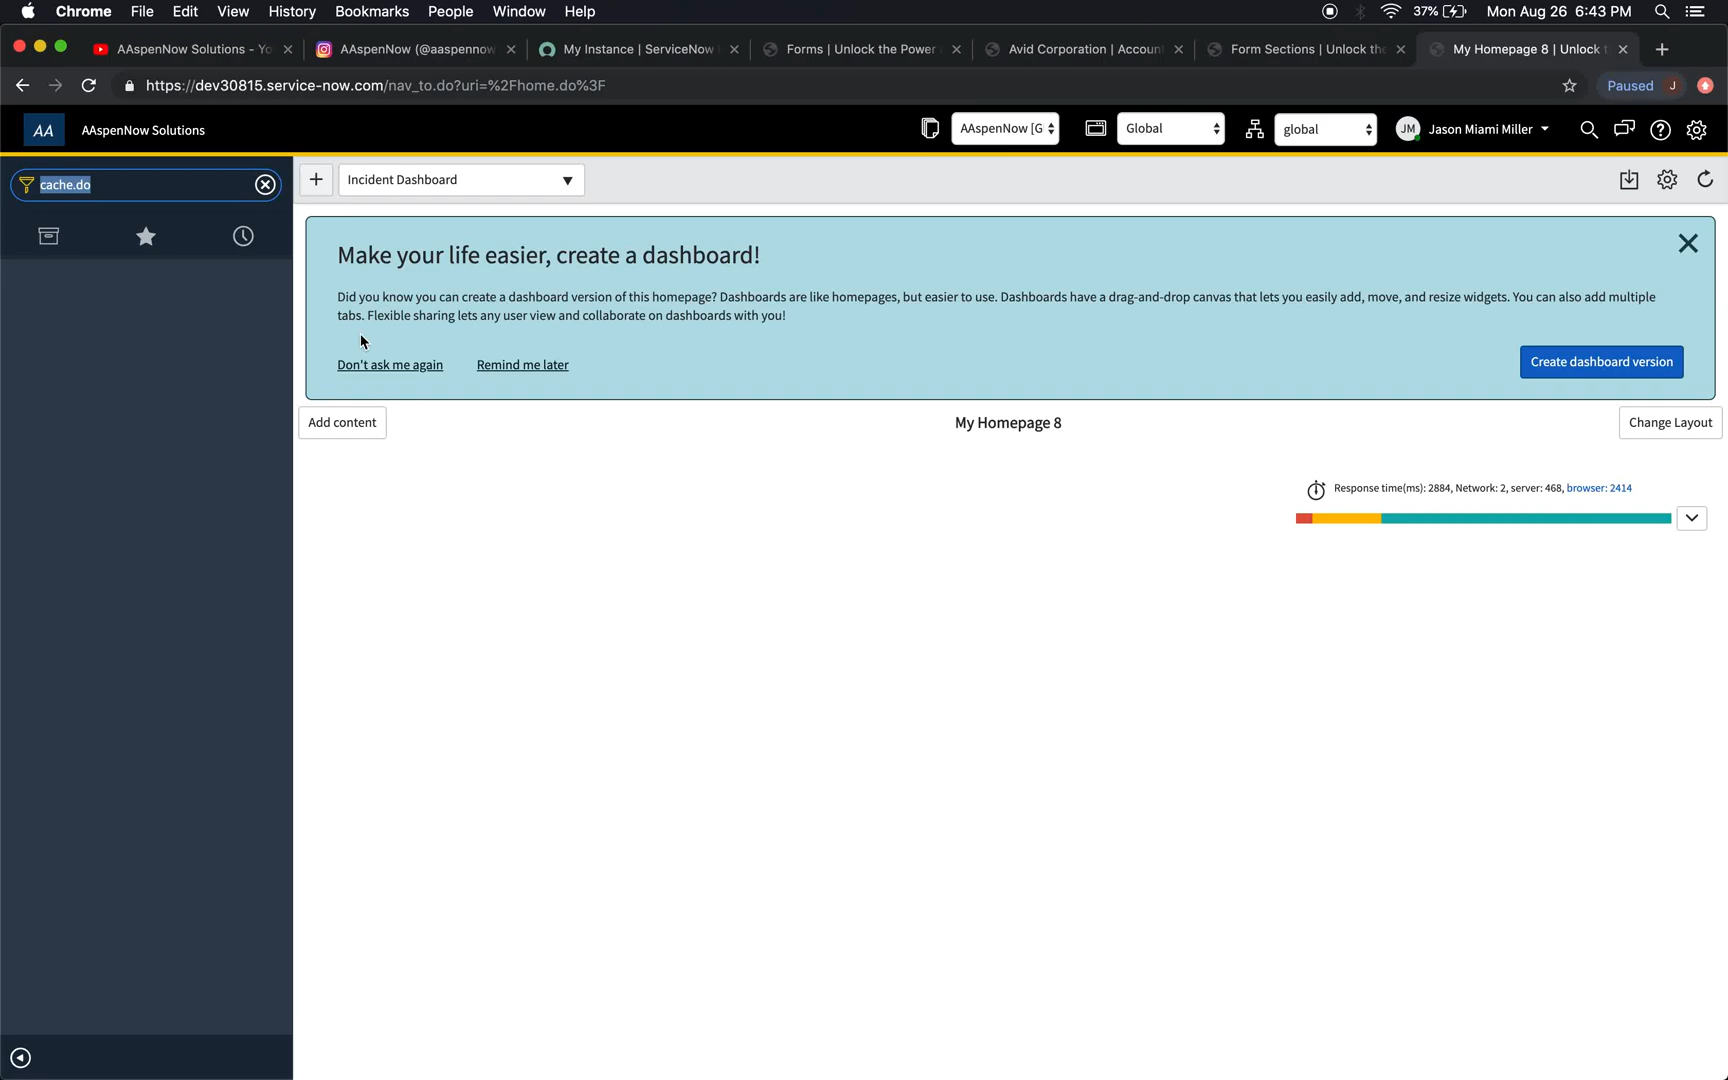 Chrome File Edit View History Bookmarks People Window Help 37% Mon Aug 26 6:43 PM
AAspenNow Solutions - Yo AAspenNow (@aaspennow My Instance | ServiceNow Forms | Unlock the Power Avid Corporation | Account Form Sections | Unlock the My Homepage 8 | Unlock t
https://dev30815.service-now.com/nav_to.do?uri=%2Fhome.do%3F Paused J
AA AAspenNow Solutions AAspenNow [G Global global JM Jason Miami Miller
cache.do Incident Dashboard
Make your life easier, create a dashboard!
Did you know you can create a dashboard version of this homepage? Dashboards are like homepages, but easier to use. Dashboards have a drag-and-drop canvas that lets you easily add, move, and resize widgets. You can also add multiple
tabs. Flexible sharing lets any user view and collaborate on dashboards with you!
Don't ask me again Remind me later Create dashboard version
Add content My Homepage 8 Change Layout
Response time(ms): 2884, Network: 2, server: 468, browser: 2414